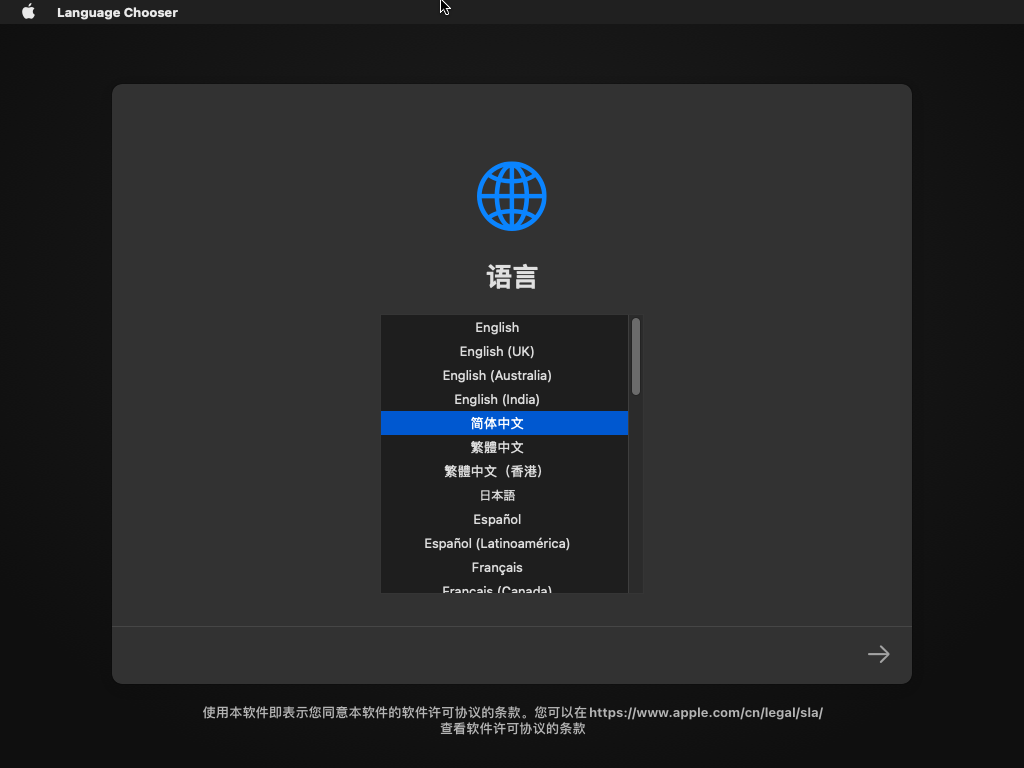 Language Chooser
语言
English
English (UK)
English (Australia)
English (India)
简体中文
繁體中文
繁體中文（香港）
日本語
Español
Español (Latinoamérica)
Français
Français (Canada)
使用本软件即表示您同意本软件的软件许可协议的条款。您可以在 https://www.apple.com/cn/legal/sla/
查看软件许可协议的条款